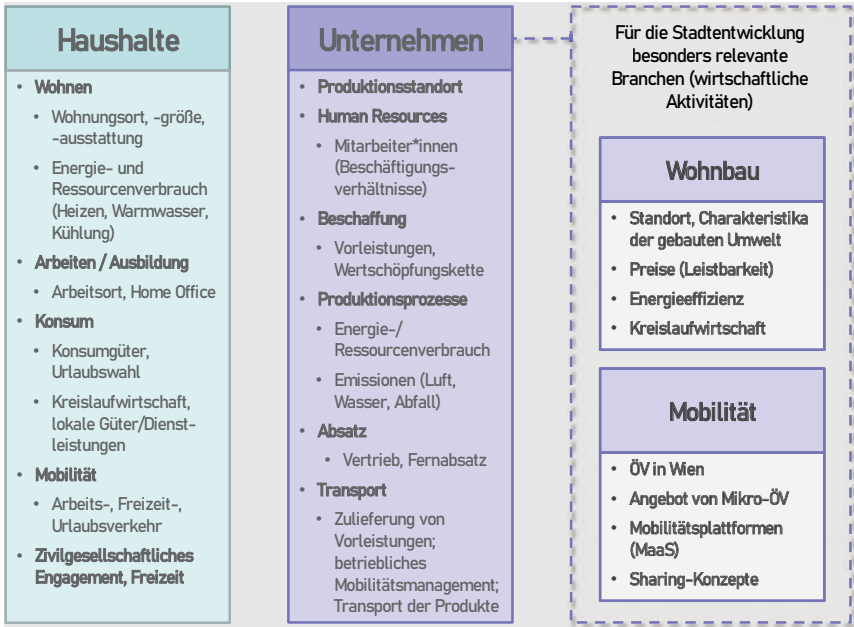 Haushalte
• Wohnen
• Wohnungsort, -größe,
-ausstattung
• Energie- und
Ressourcenverbrauch
(Heizen, Warmwasser,
Kühlung)
• Arbeiten / Ausbildung
• Arbeitsort, Home Office
• Konsum
• Konsumgüter,
Urlaubswahl
• Kreislaufwirtschaft,
lokale Güter/Dienst-
leistungen
• Mobilität
• Arbeits-, Freizeit-,
Urlaubsverkehr
• Zivilgesellschaftliches
Engagement, Freizeit
Unternehmen
• Produktionsstandort
• Human Resources
• Mitarbeiter*innen
(Beschäftigungs-
verhältnisse)
• Beschaffung
• Vorleistungen,
Wertschöpfungskette
• Produktionsprozesse
• Energie-/
Ressourcenverbrauch
• Emissionen (Luft,
Wasser, Abfall)
• Absatz
• Vertrieb, Fernabsatz
• Transport
• Zulieferung von
Vorleistungen;
betriebliches
Mobilitätsmanagement;
Transport der Produkte
Für die Stadtentwicklung
besonders relevante
Branchen (wirtschaftliche
Aktivitäten)
Wohnbau
• Standort, Charakteristika
der gebauten Umwelt
• Preise (Leistbarkeit)
• Energieeffizienz
• Kreislaufwirtschaft
Mobilität
• ÖV in Wien
• Angebot von Mikro-ÖV
• Mobilitätsplattformen
(MaaS)
• Sharing-Konzepte